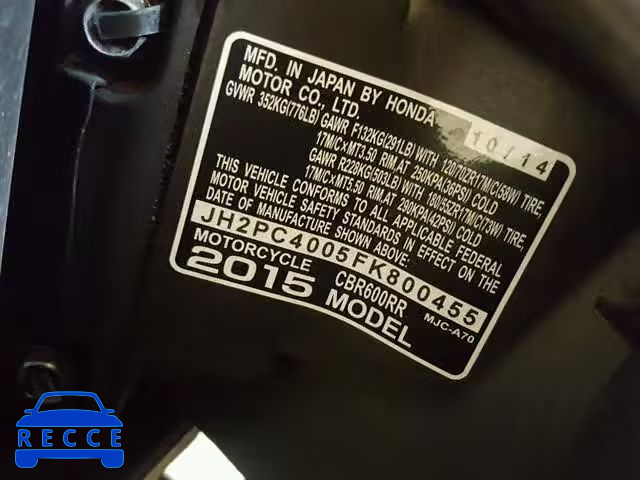 MFD. IN JAPAN BY HONDA
MOTOR CO., LTD. 10/14
GVWR 352KG(776LB) GAWR F132KG(291LB) WITH 120/70ZR17M/C(58W) TIRE,
17M/C×MT3.50 RIM, AT 250KPA(36PSI) COLD
GAWR R228KG(503LB) WITH 180/55ZR17M/C(73W) TIRE,
17M/C×MT5.50 RIM, AT 290KPA(42PSI) COLD
THIS VEHICLE CONFORMS TO ALL APPLICABLE FEDERAL
MOTOR VEHICLE SAFETY STANDARDS IN EFFECT ON THE
DATE OF MANUFACTURE SHOWN ABOVE.
JH2PC4005FK800455
MOTORCYCLE CBR600RR MJC-A70
2015 MODEL
RECCE